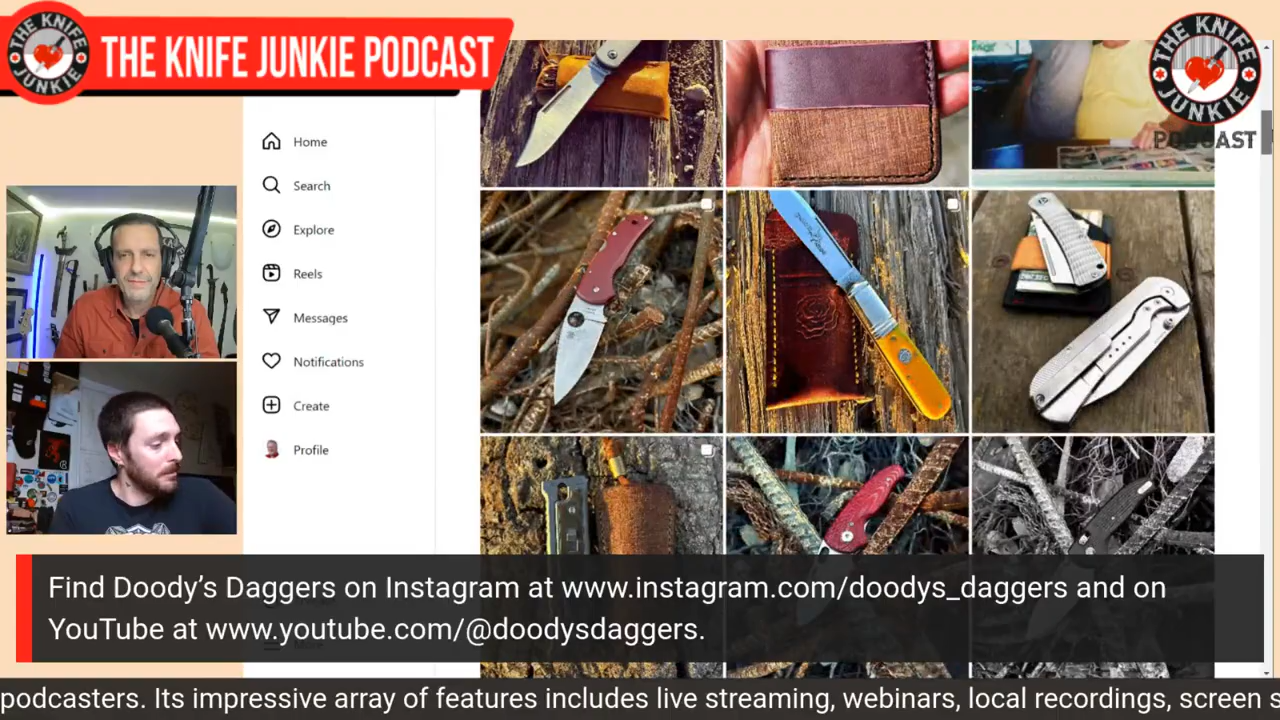 THE KNIFE
JUNKIE
THE KNIFE JUNKIE PODCAST
THE KNIFE
JUNKIE
PODCAST
Home
Search
Explore
Reels
Messages
Notifications
Create
Profile
Find Doody’s Daggers on Instagram at www.instagram.com/doodys_daggers and on
YouTube at www.youtube.com/@doodysdaggers.
podcasters. Its impressive array of features includes live streaming, webinars, local recordings, screen s